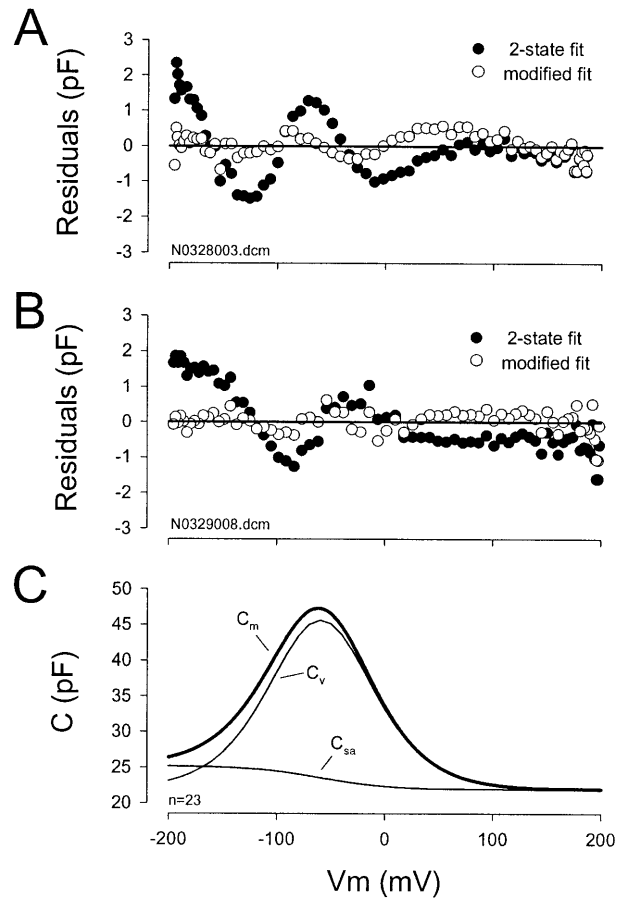 A
Residuals (pF)
3
2
1
0
-1
-2
-3
2-state fit
modified fit
N0328003.dcm
B
Residuals (pF)
3
2
1
0
-1
-2
-3
2-state fit
modified fit
N0329008.dcm
C
C (pF)
50
45
40
35
30
25
20
Cm
Cv
Csa
n=23
-200 -100 0 100 200
Vm (mV)